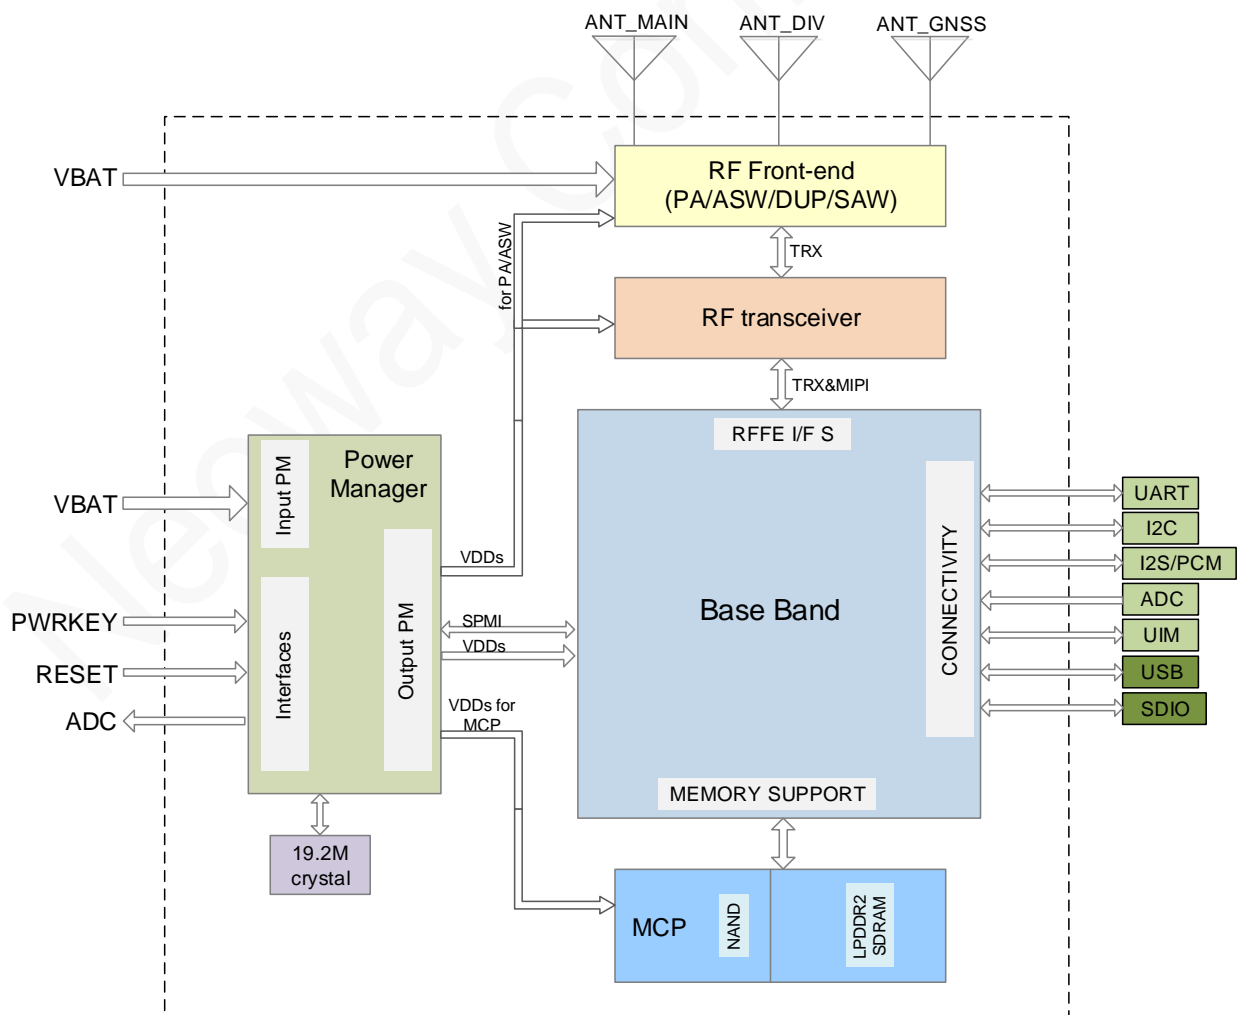 ANT_MAIN
ANT_DIV
ANT_GNSS
VBAT
RF Front-end
(PA/ASW/DUP/SAW)
for PA/ASW
TRX
RF transceiver
TRX&MIPI
RFFE I/F S
Power
Manager
Input PM
VBAT
Interfaces
Output PM
VDDs
SPMI
VDDs
VDDs for
MCP
PWRKEY
RESET
ADC
Base Band
CONNECTIVITY
UART
I2C
I2S/PCM
ADC
UIM
USB
SDIO
MEMORY SUPPORT
19.2M
crystal
MCP
NAND
LPDDR2
SDRAM
Neoway Con